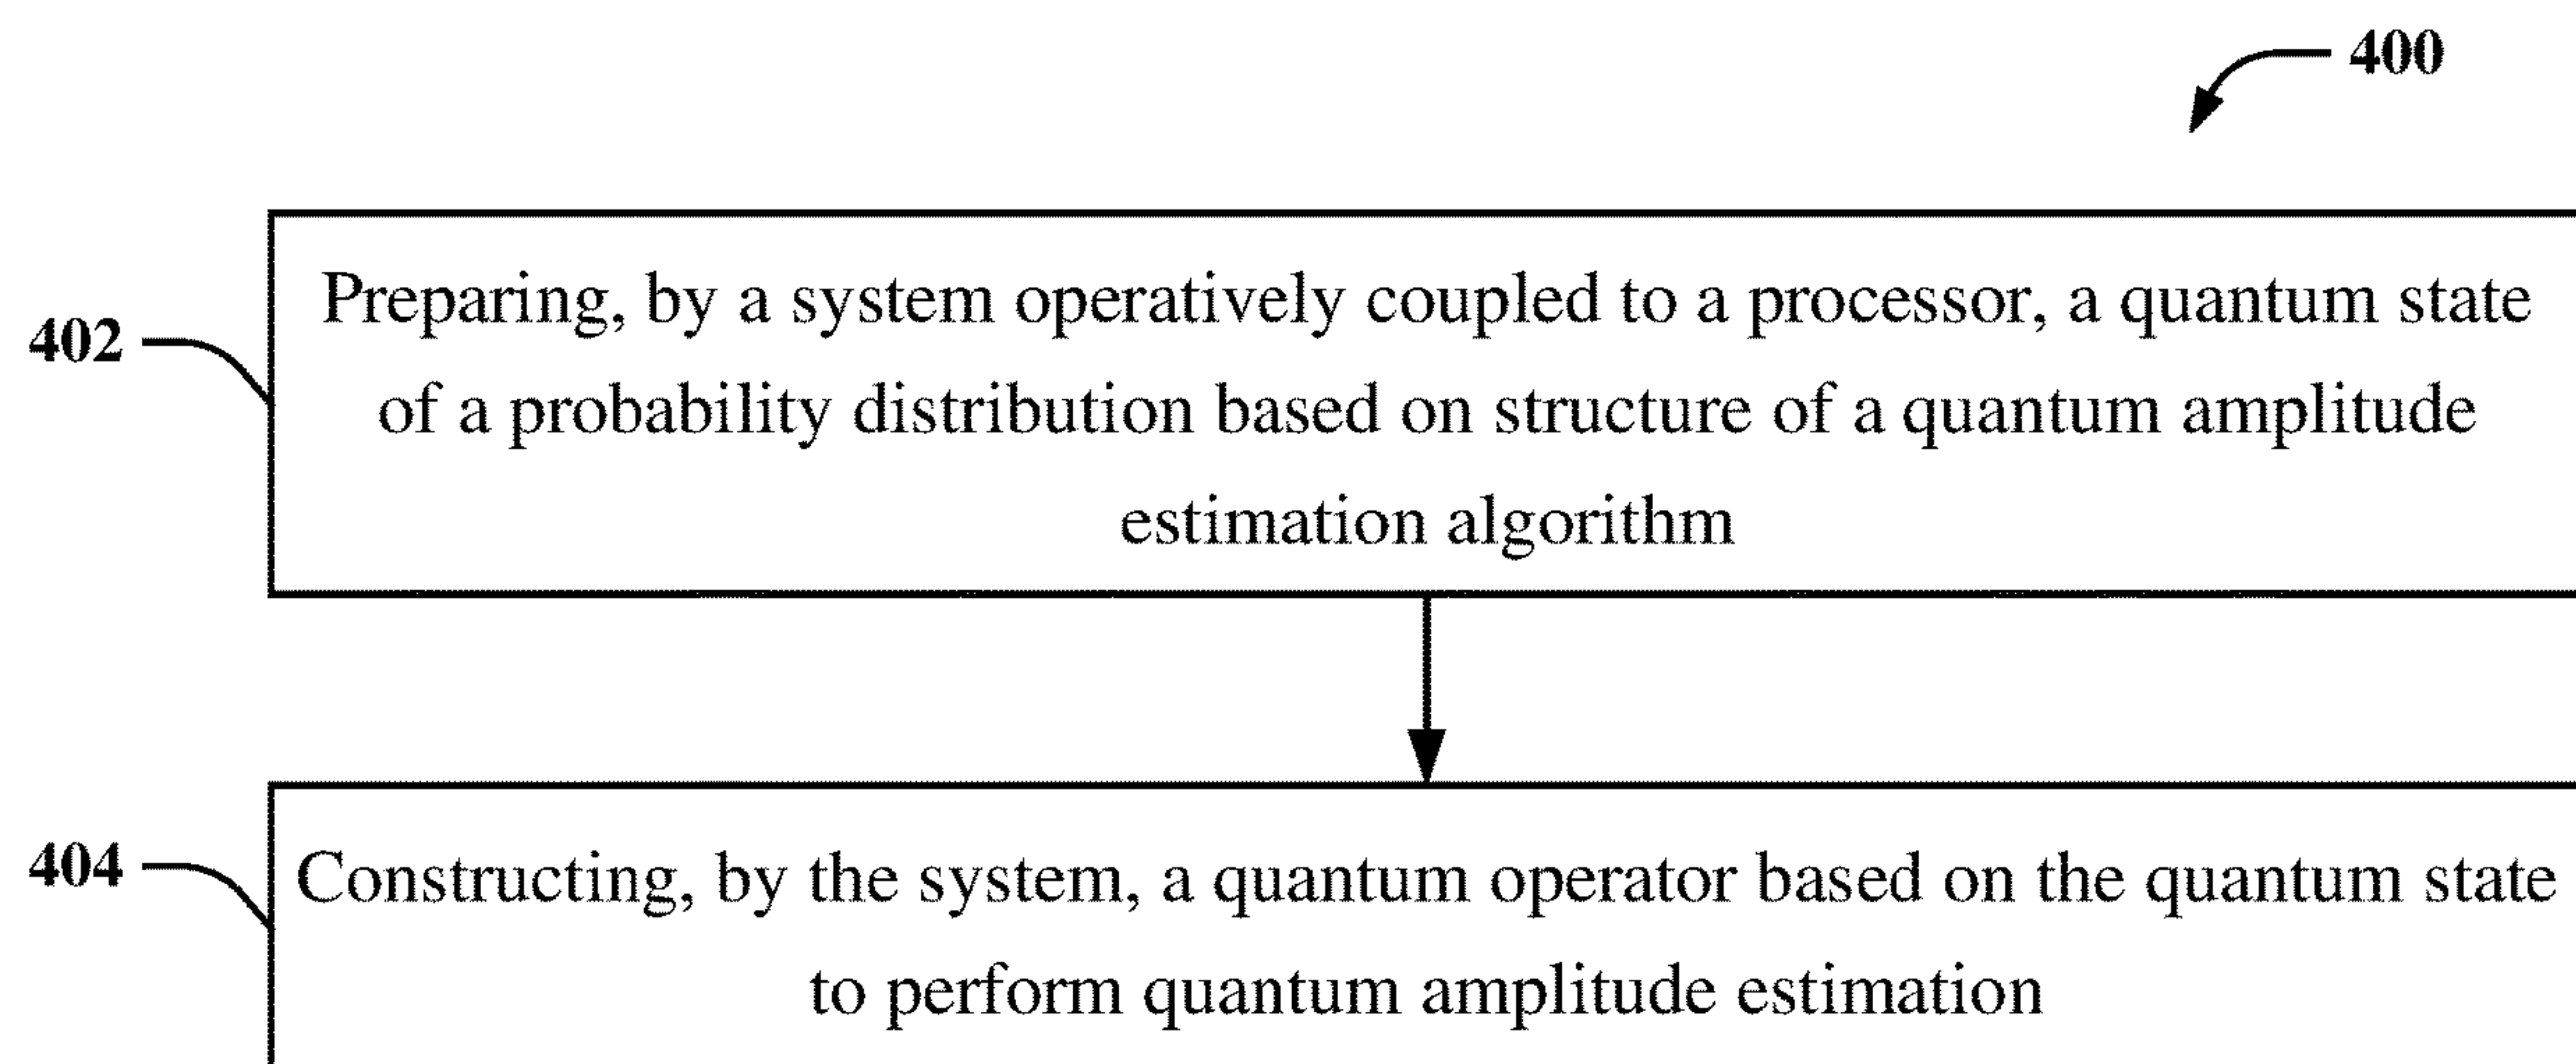 400
402
Preparing, by a system operatively coupled to a processor, a quantum state
of a probability distribution based on structure of a quantum amplitude
estimation algorithm
404
Constructing, by the system, a quantum operator based on the quantum state
to perform quantum amplitude estimation